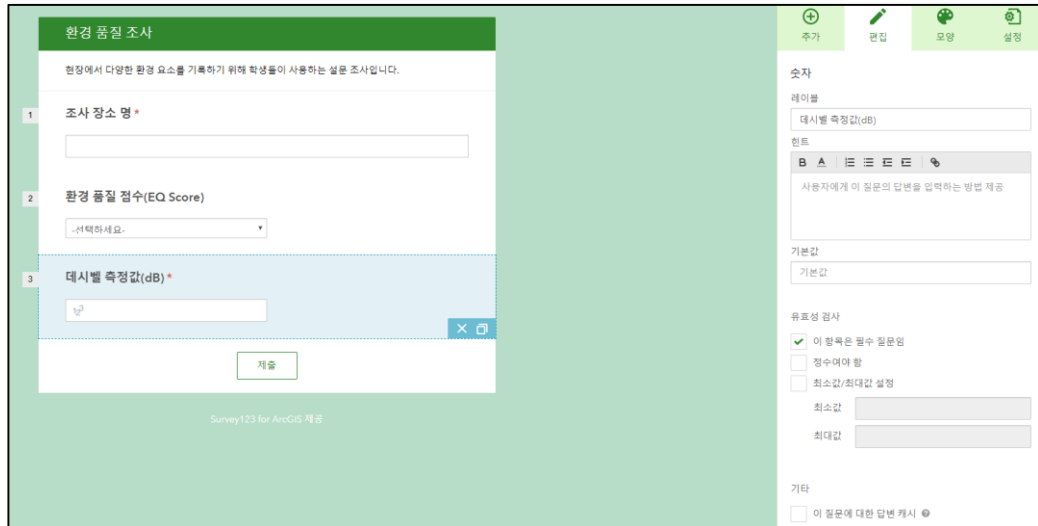 환경 품질 조사
현장에서 다양한 환경 요소를 기록하기 위해 학생들이 사용하는 설문 조사입니다.
1
조사 장소 명*
2
환경 품질 점수(EQ Score)
-선택하세요.
3
데시벨 측정값(dB)*
제출
Survey123 for ArcGIS 제공
추가
편집
모양
설정
숫자
레이블
데시벨 측정값(dB)
힌트
B A
사용자에게 이 질문의 답변을 입력하는 방법 제공
기본값
기본값
유효성 검사
이 항목은 필수 질문임
정수여야 함
최소값/최대값 설정
최소값
최대값
기타
이 질문에 대한 답변 캐시